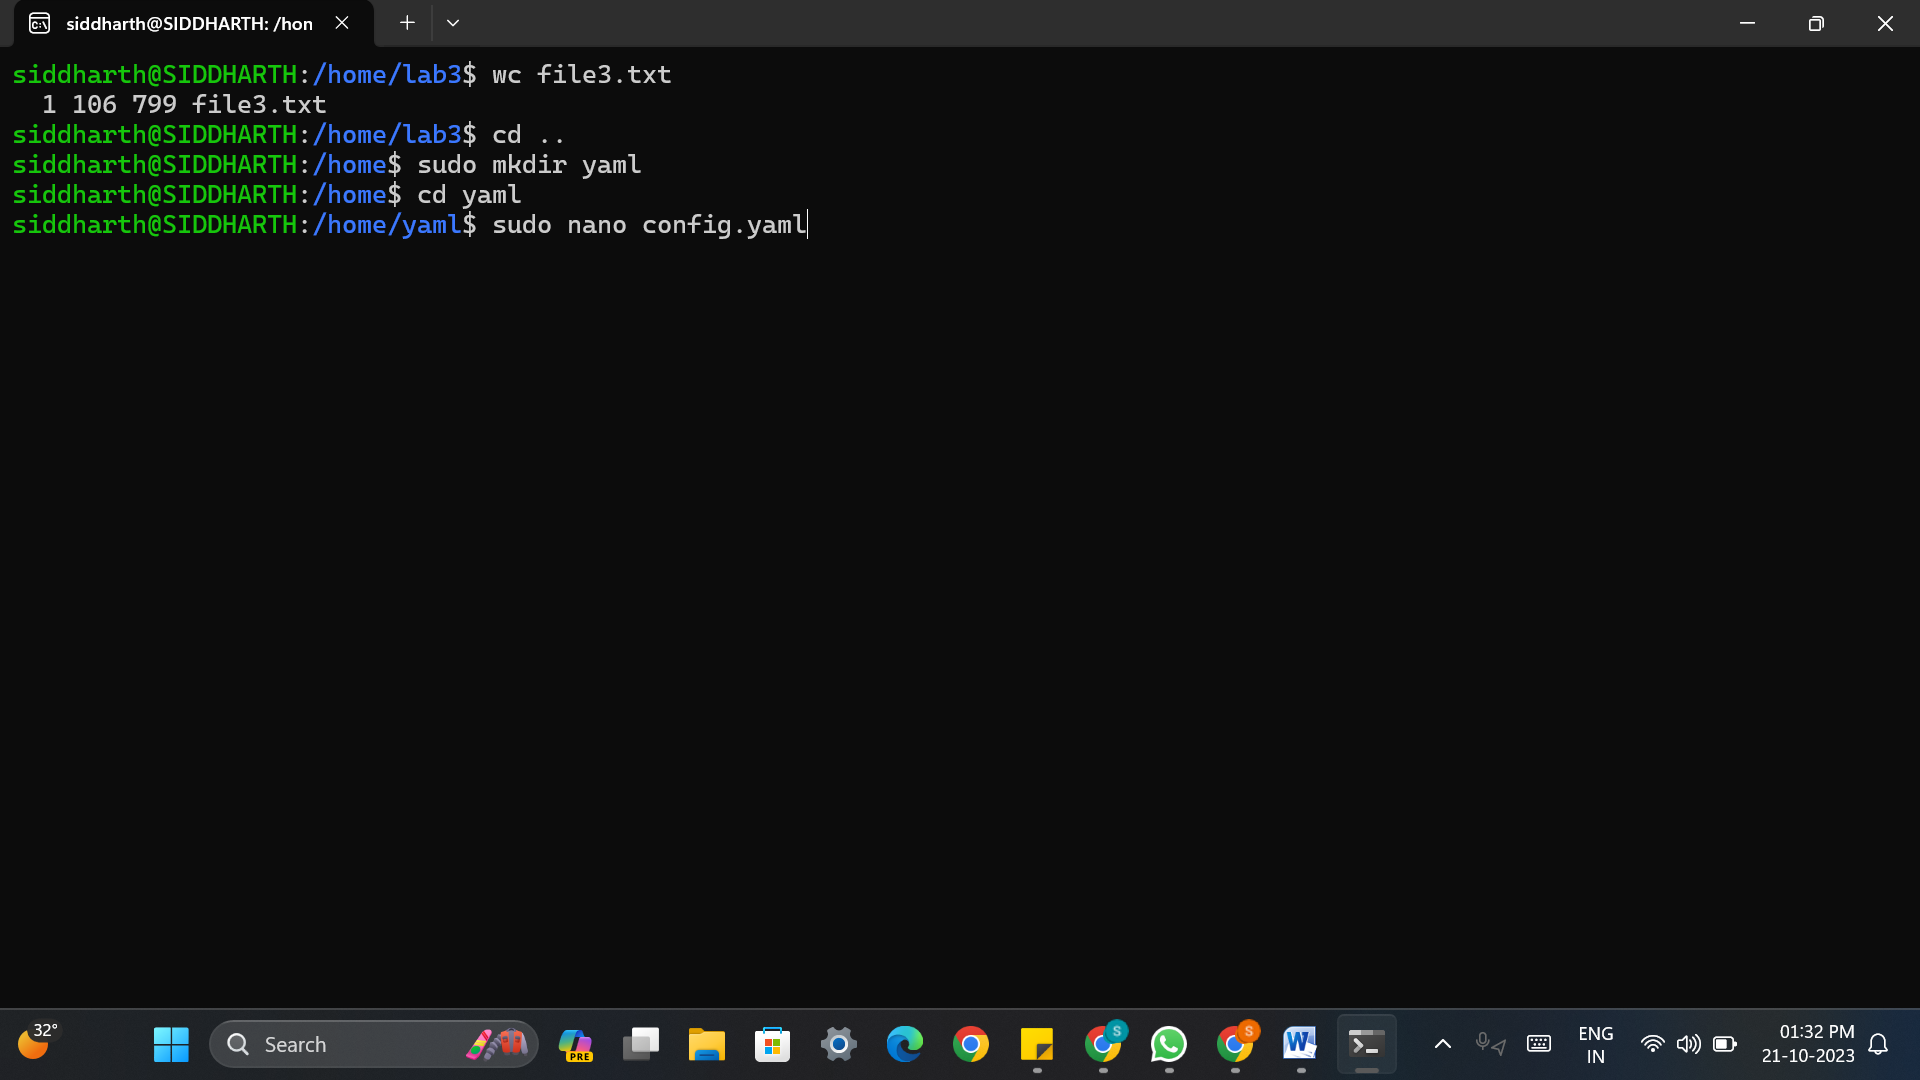 siddharth@SIDDHARTH: /hon
siddharth@SIDDHARTH:/home/lab3$ wc file3.txt
1 106 799 file3.txt
siddharth@SIDDHARTH:/home/lab3$ cd ..
siddharth@SIDDHARTH:/home$ sudo mkdir yaml
siddharth@SIDDHARTH:/home$ cd yaml
siddharth@SIDDHARTH:/home/yaml$ sudo nano config.yaml
32°
Search
PRE
S
S
W
ENG
IN
01:32 PM
21-10-2023